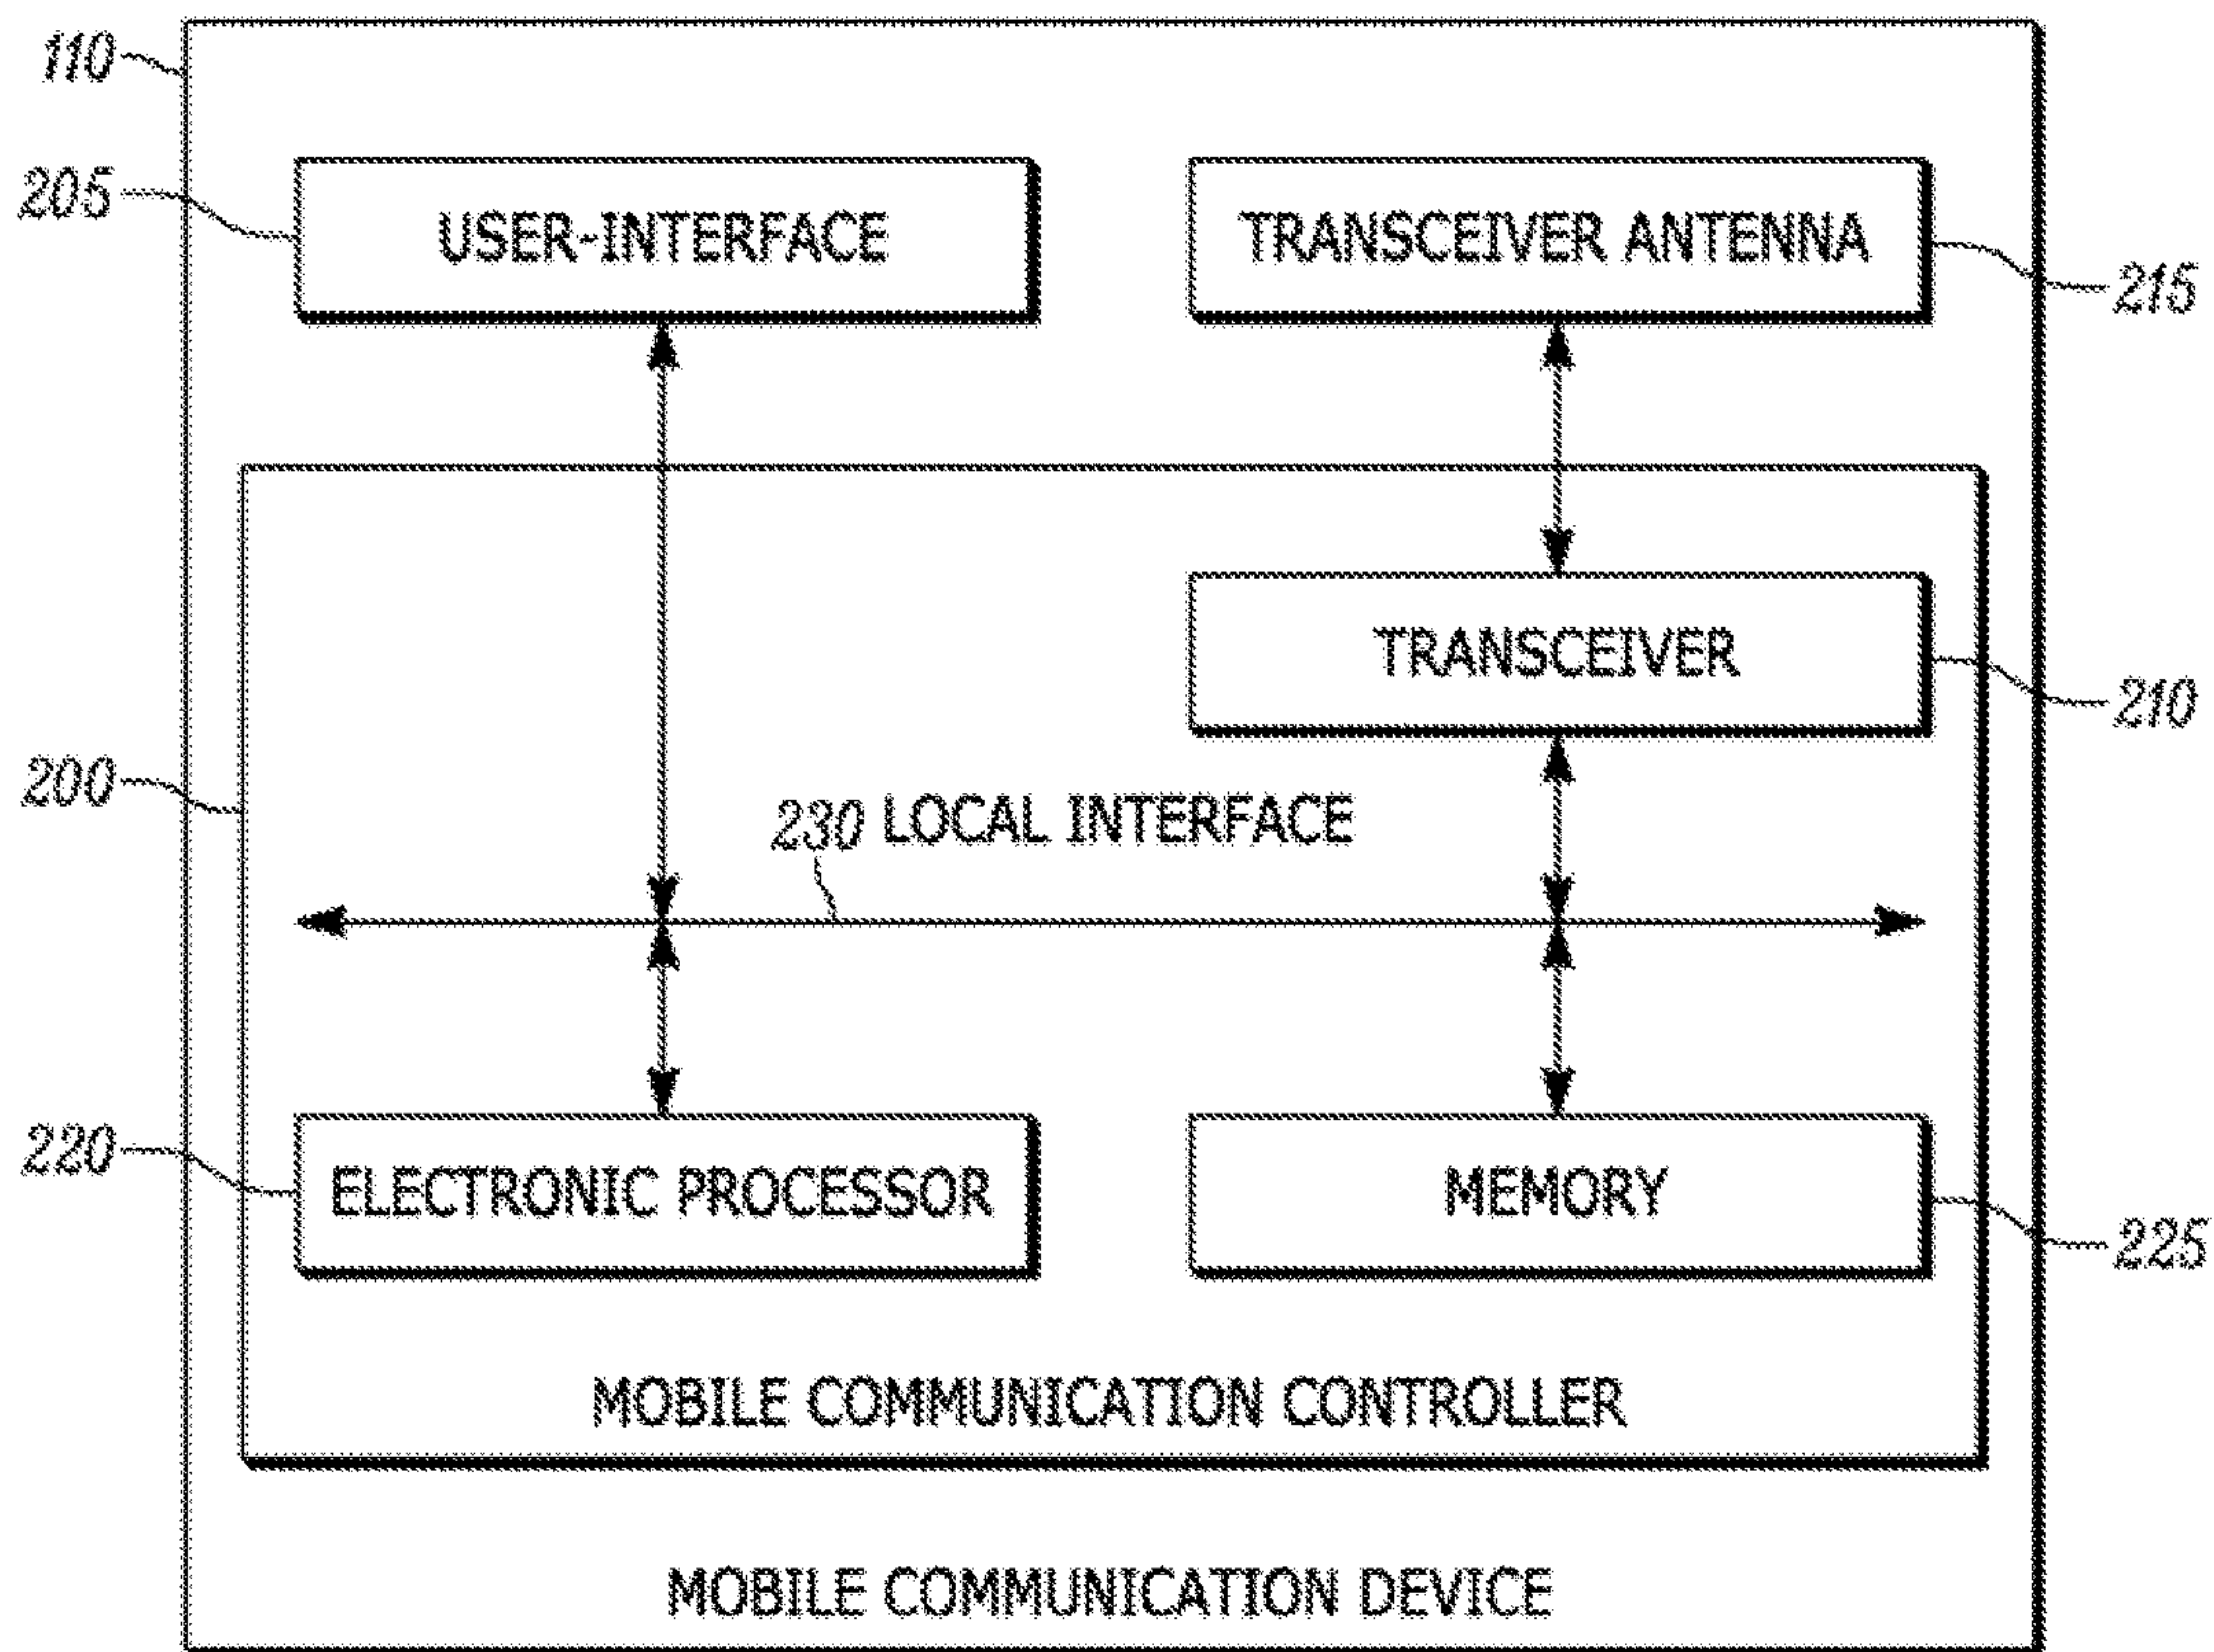 110
205
USER-INTERFACE
TRANSCEIVER ANTENNA
215
TRANSCEIVER
210
200
230 LOCAL INTERFACE
220
ELECTRONIC PROCESSOR
MEMORY
225
MOBILE COMMUNICATION CONTROLLER
MOBILE COMMUNICATION DEVICE